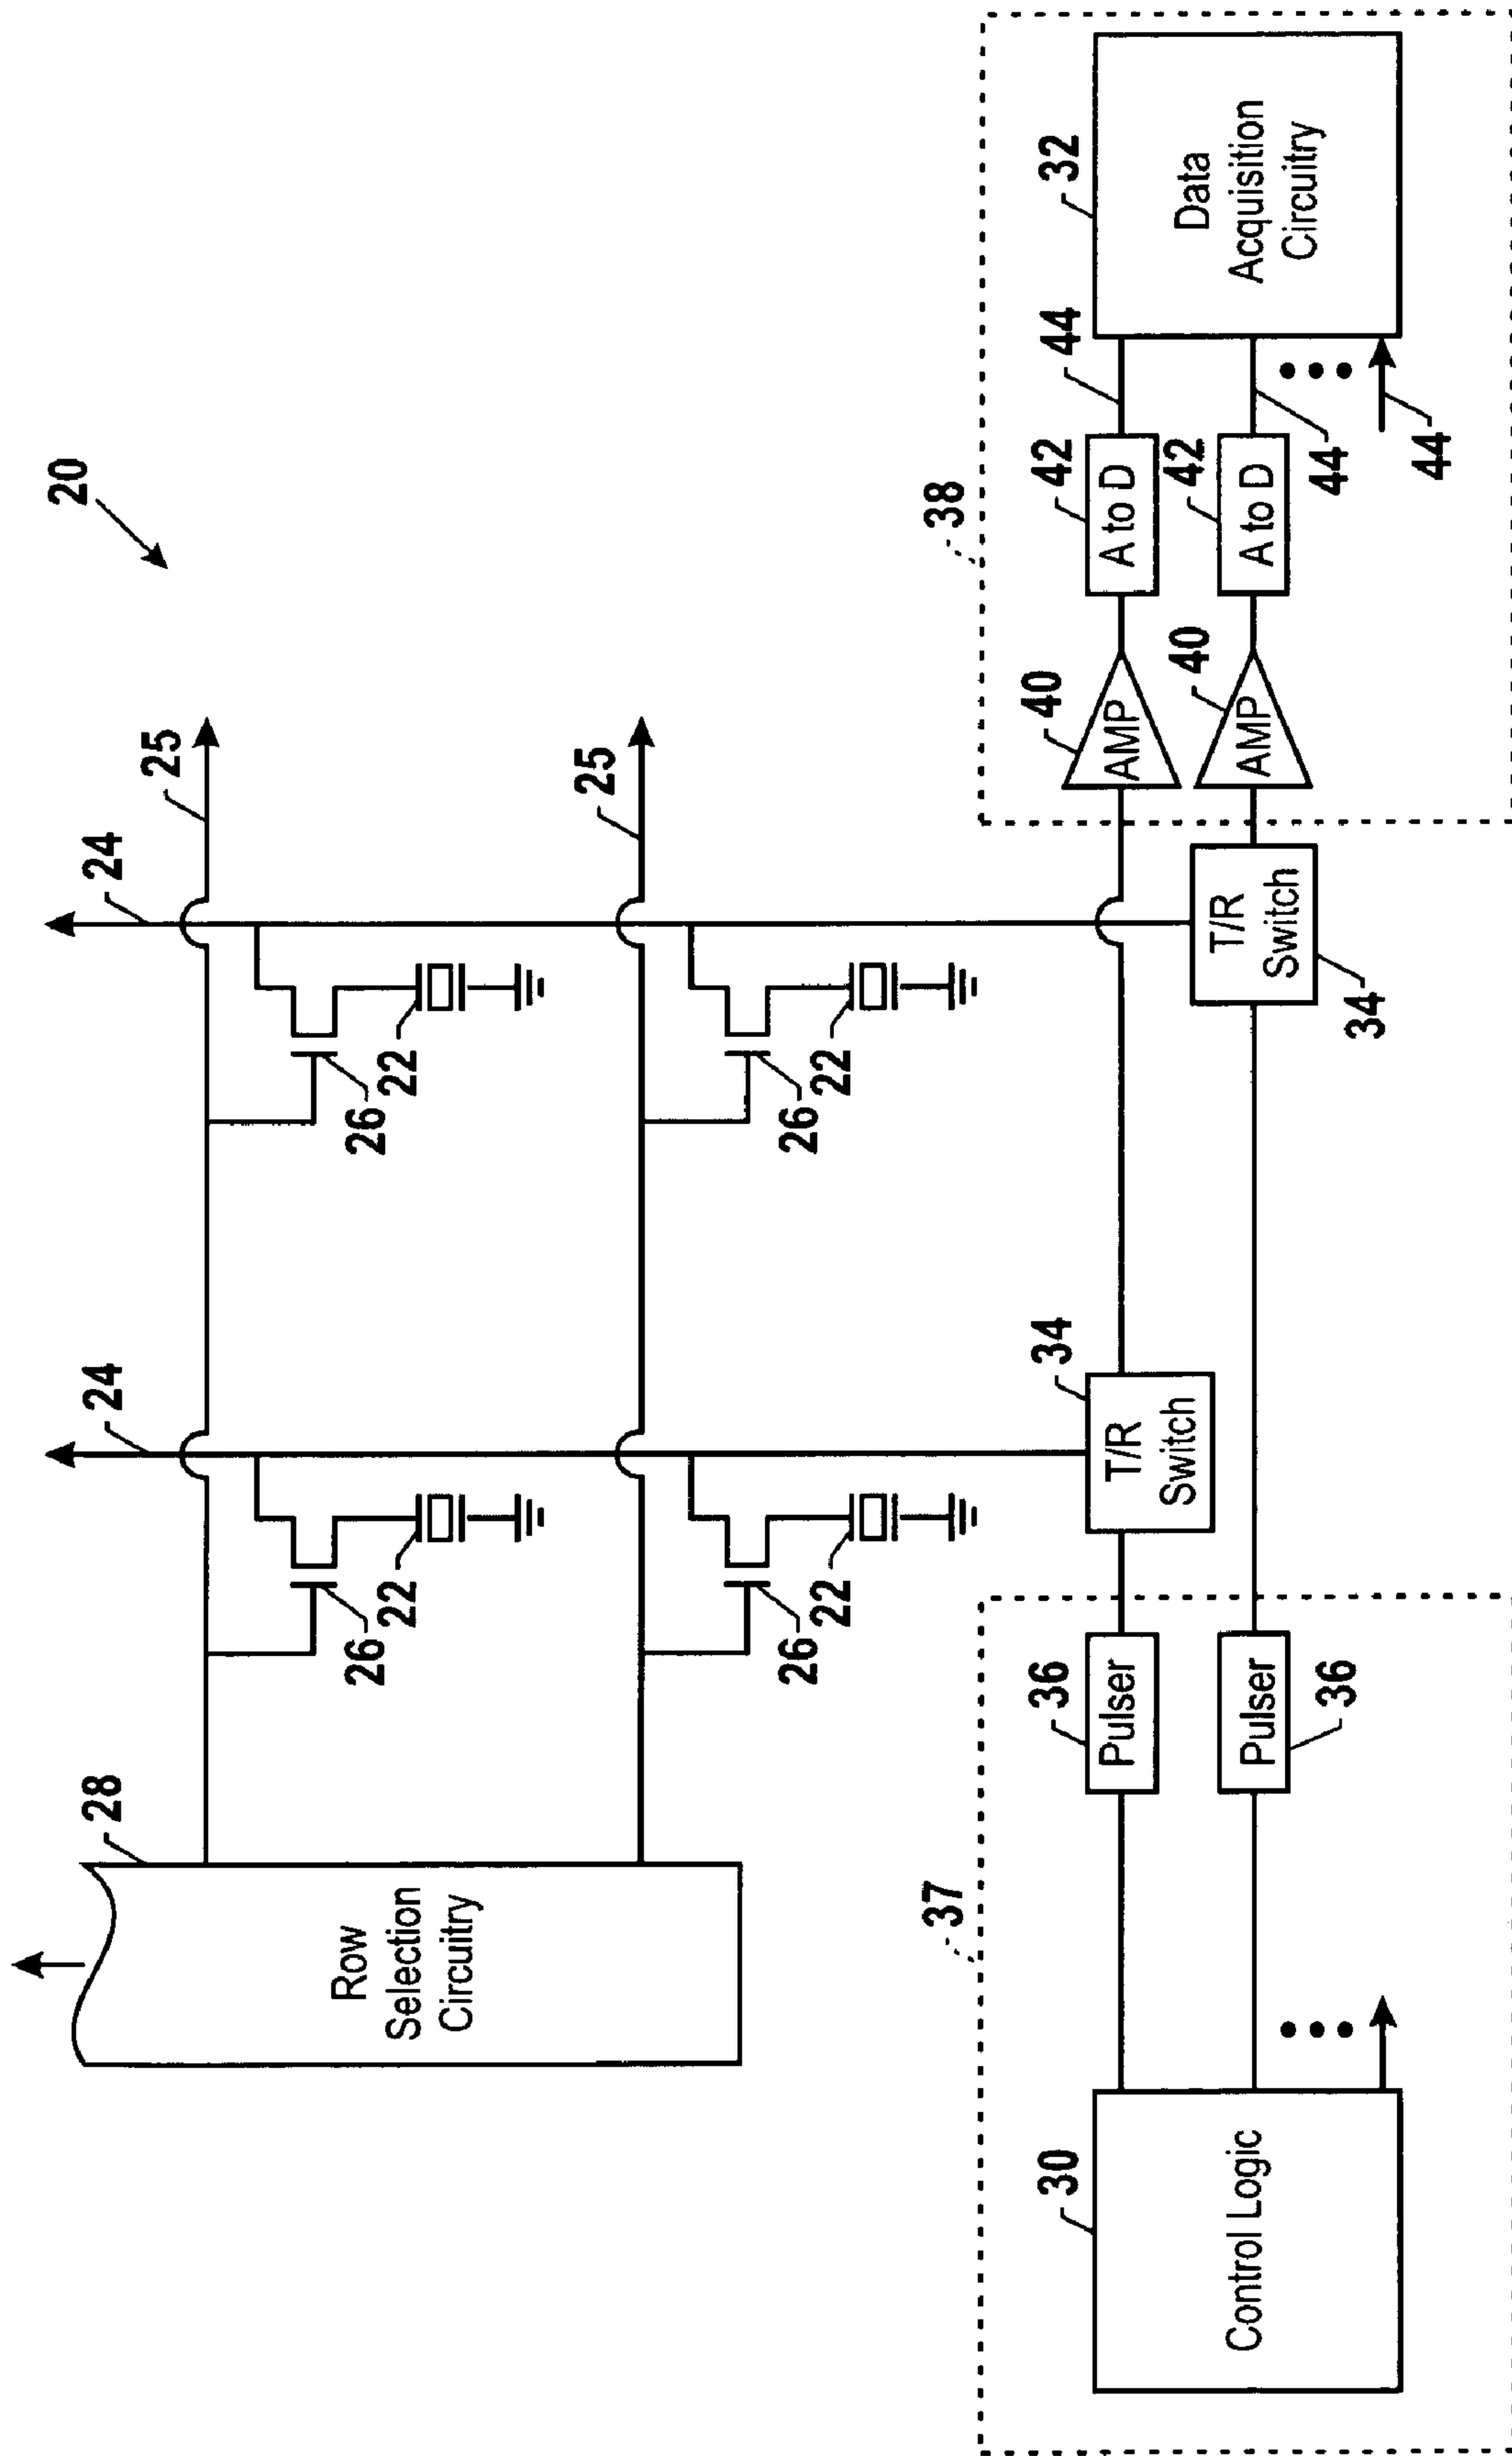 20
28
Row
Selection
Circuitry
24
24
25
26
22
26
22
25
26
22
26
22
37
38
30
Control Logic
36
Pulser
34
T/R
Switch
40
AMP
42
A to D
44
32
Data
Acquisition
Circuitry
Pulser
36
T/R
Switch
34
40
AMP
42
A to D
44
44